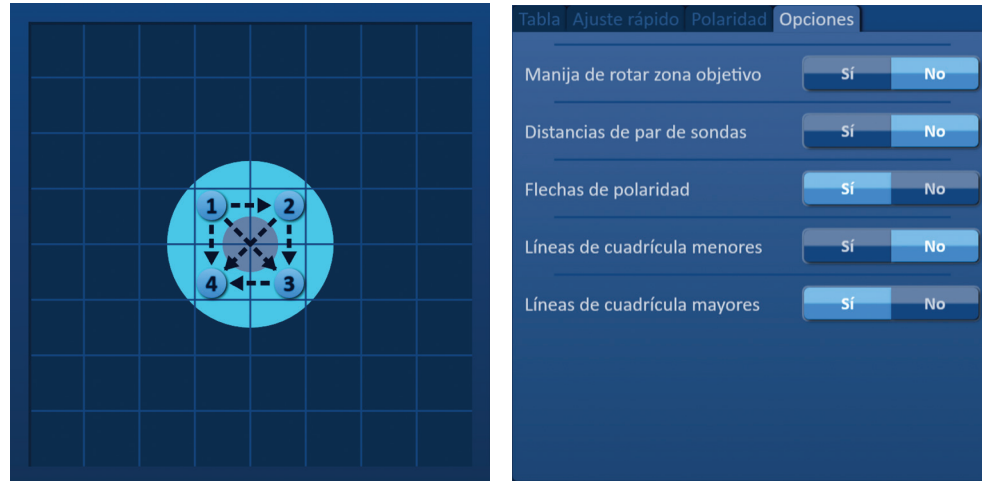 1 2
4 3
Tabla Ajuste rápido Polaridad Opciones
Manija de rotar zona objetivo Sí No
Distancias de par de sondas Sí No
Flechas de polaridad Sí No
Líneas de cuadrícula menores Sí No
Líneas de cuadrícula mayores Sí No